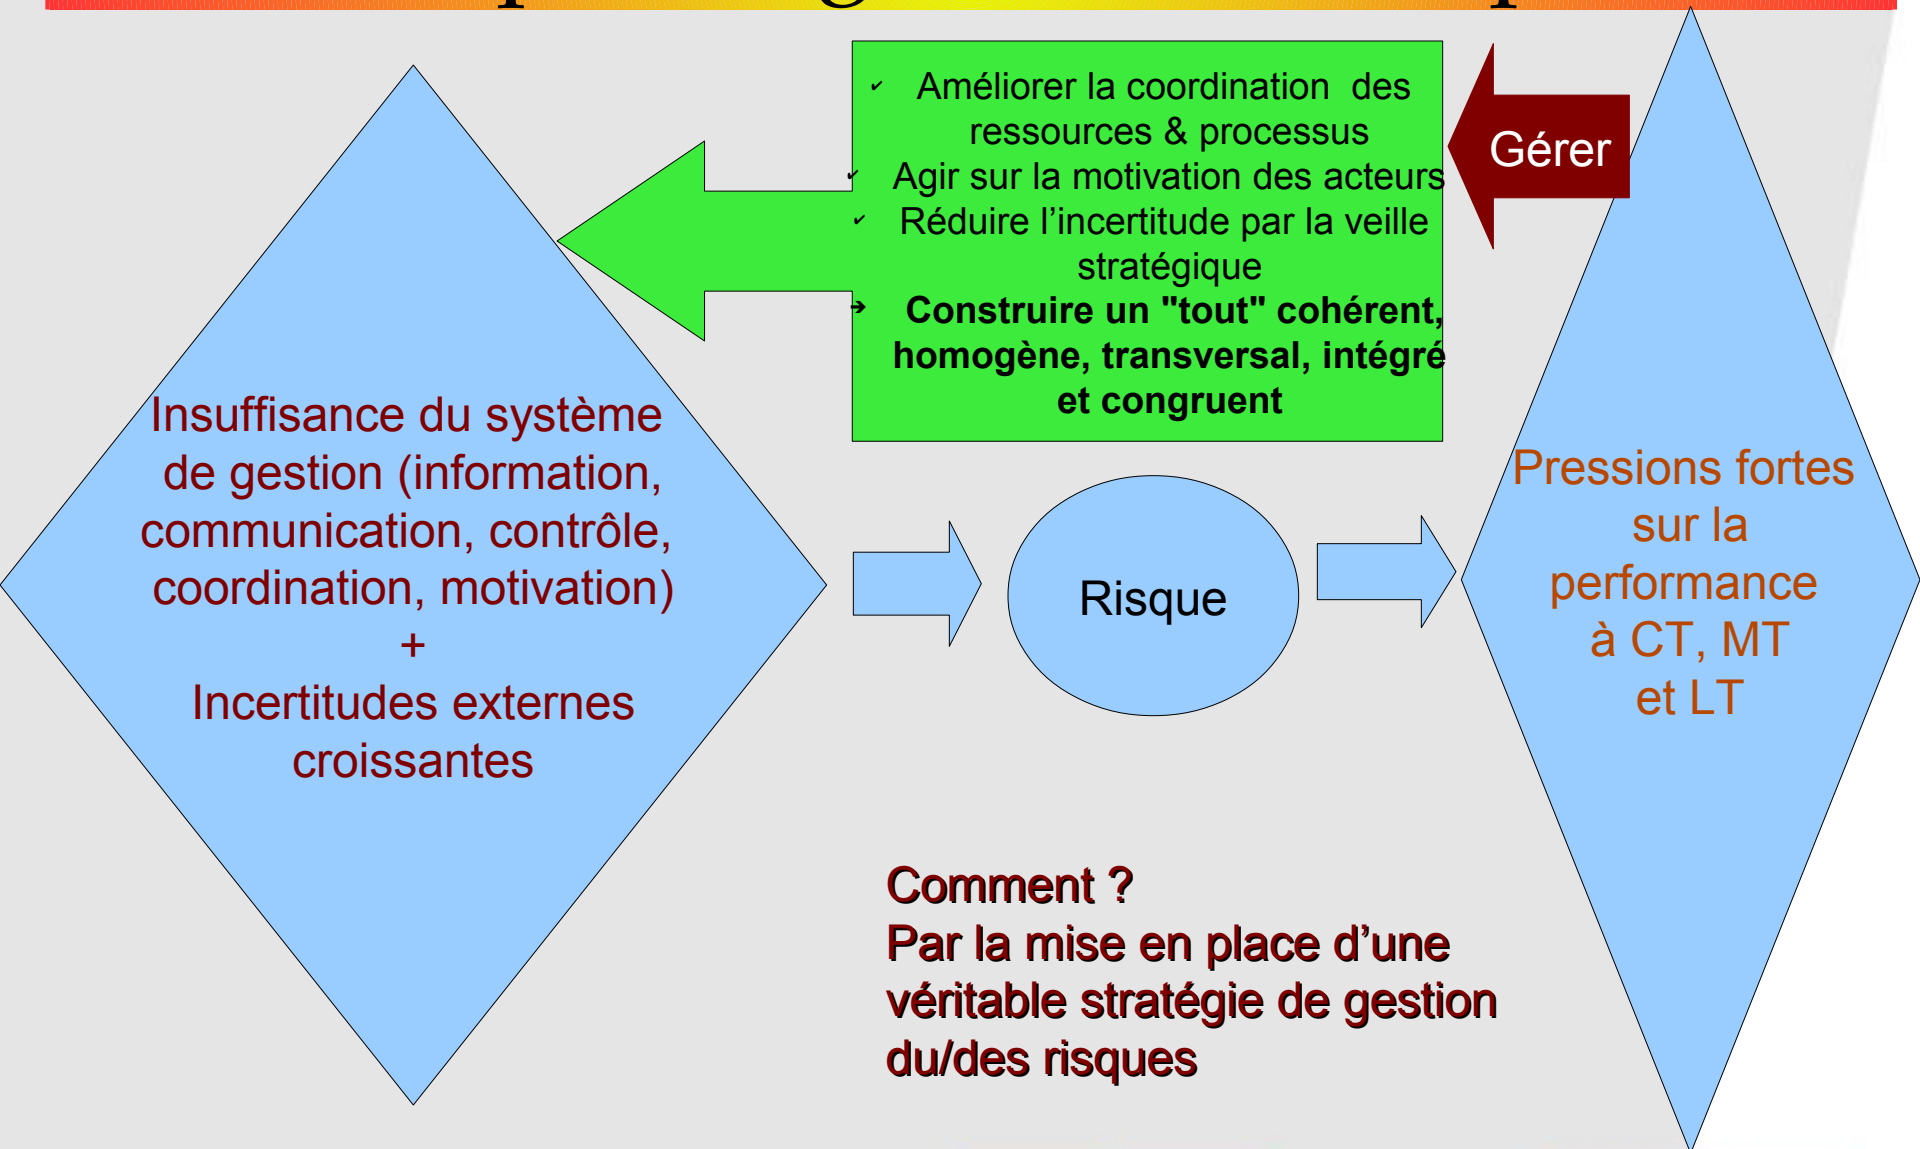 ✔ Améliorer la coordination des
ressources & processus
✔ Agir sur la motivation des acteurs
✔ Réduire l’incertitude par la veille
stratégique
➔ Construire un "tout" cohérent,
homogène, transversal, intégré
et congruent
Gérer
Insuffisance du système
de gestion (information,
communication, contrôle,
coordination, motivation)
+
Incertitudes externes
croissantes
Risque
Pressions fortes
sur la
performance
à CT, MT
et LT
Comment ?
Par la mise en place d’une
véritable stratégie de gestion
du/des risques